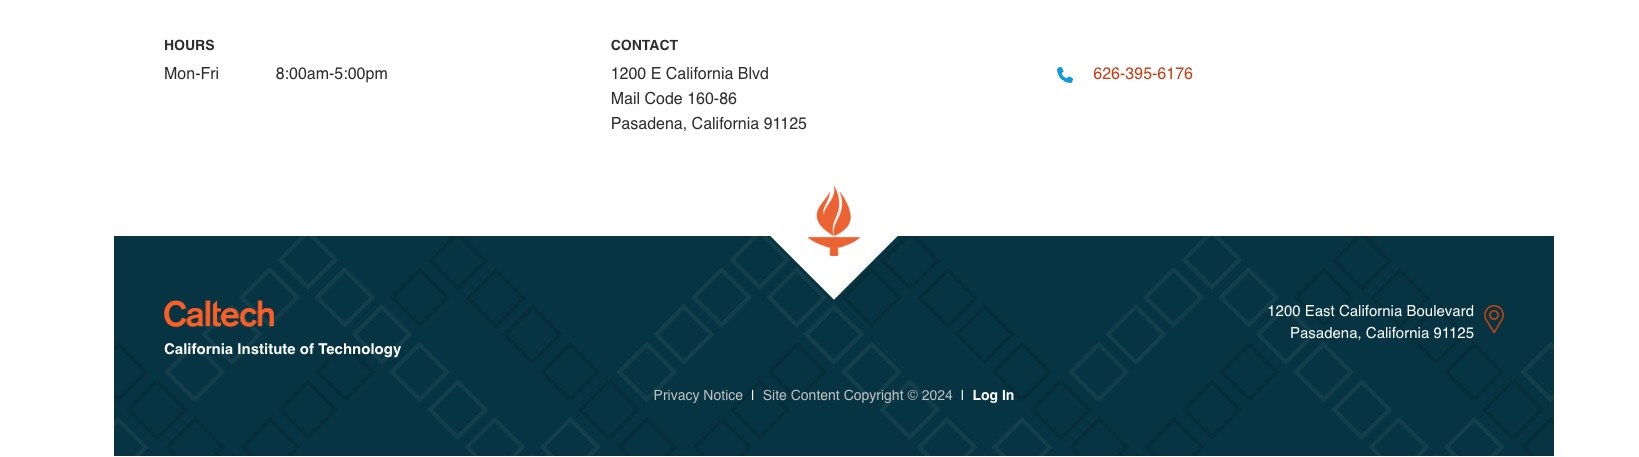 HOURS
Mon-Fri 8:00am-5:00pm
CONTACT
1200 E California Blvd
Mail Code 160-86
Pasadena, California 91125
626-395-6176
Caltech
California Institute of Technology
1200 East California Boulevard
Pasadena, California 91125
Privacy Notice | Site Content Copyright © 2024 | Log In